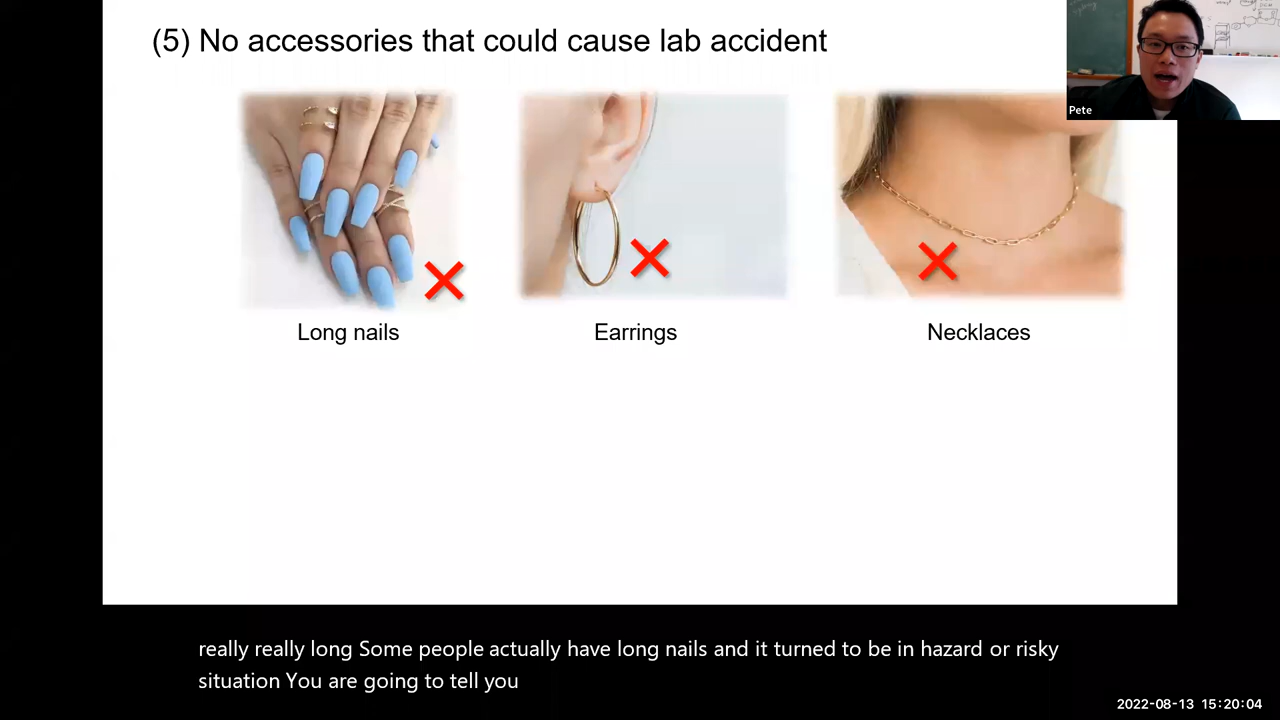 (5) No accessories that could cause lab accident
Pete
Long nails
Earrings
Necklaces
really really long Some people actually have long nails and it turned to be in hazard or risky
situation You are going to tell you
2022-08-13 15:20:04